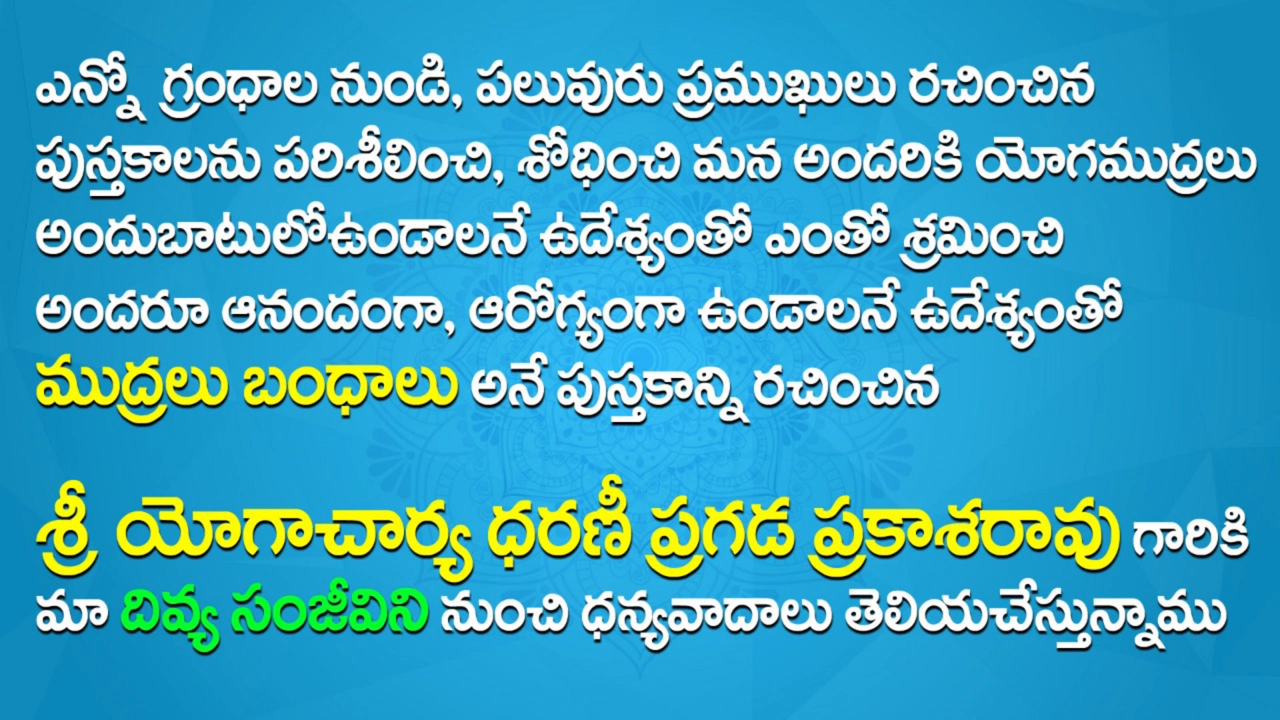 ఎన్నో గ్రంధాల నుండి, పలువురు ప్రముఖులు రచించిన
పుస్తకాలను పరిశీలించి, శోధించి మన అందరికి యోగముద్రలు
అందుబాటులోఉండాలనే ఉదేశ్యంతో ఎంతో శ్రమించి
అందరూ ఆనందంగా, ఆరోగ్యంగా ఉండాలనే ఉదేశ్యంతో
ముద్రలు బంధాలు అనే పుస్తకాన్ని రచించిన
శ్రీ యోగాచార్య ధరణీ ప్రగడ ప్రకాశరావు గారికి
మా దివ్య సంజీవిని నుంచి ధన్యవాదాలు తెలియచేస్తున్నాము